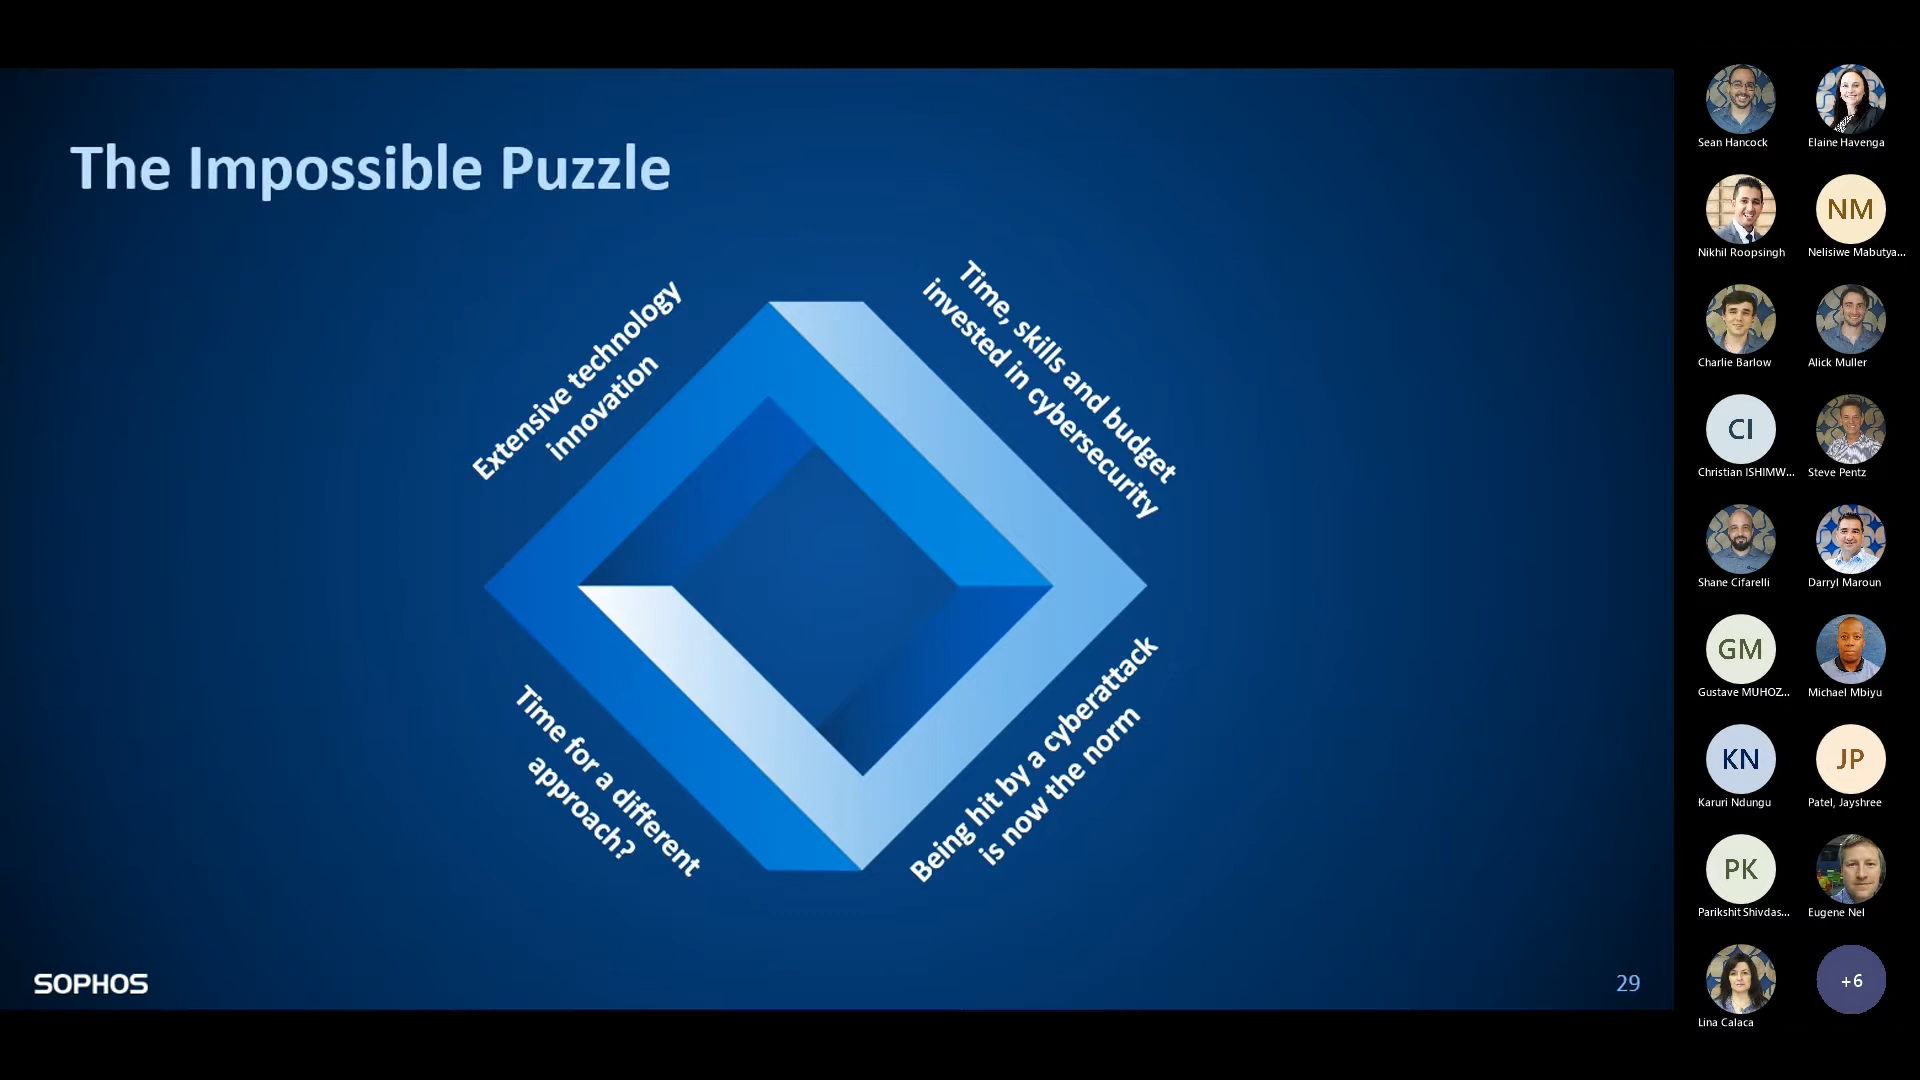 The Impossible Puzzle
Extensive technology
innovation
Time, skills and budget
invested in cybersecurity
Time for a different
approach?
Being hit by a cyberattack
is now the norm
SOPHOS
29
Sean Hancock
Elaine Havenga
Nikhil Roopsingh
NM
Nelisiwe Mabutya...
Charlie Barlow
Alick Muller
CI
Christian ISHIMW...
Steve Pentz
Shane Cifarelli
Darryl Maroun
GM
Gustave MUHOZ...
Michael Mbiyu
KN
Karuri Ndungu
JP
Patel, Jayshree
PK
Parikshit Shivdas...
Eugene Nel
Lina Calaca
+6